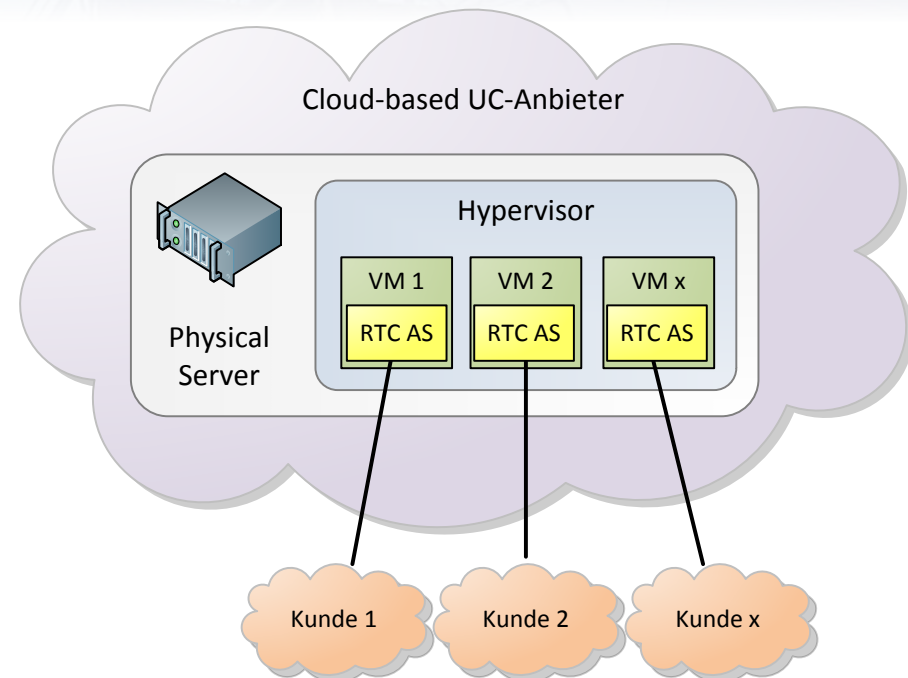 Cloud-based UC-Anbieter
Hypervisor
VM 1
VM 2
VM x
RTC AS
RTC AS
RTC AS
Physical
Server
Kunde 1
Kunde 2
Kunde x